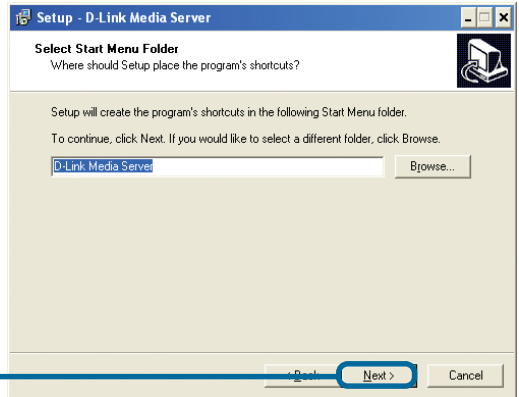 Setup - D-Link Media Server
Select Start Menu Folder
Where should Setup place the program's shortcuts?
Setup will create the program's shortcuts in the following Start Menu folder.
To continue, click Next. If you would like to select a different folder, click Browse.
D-Link Media Server
Browse...
< Back
Next >
Cancel